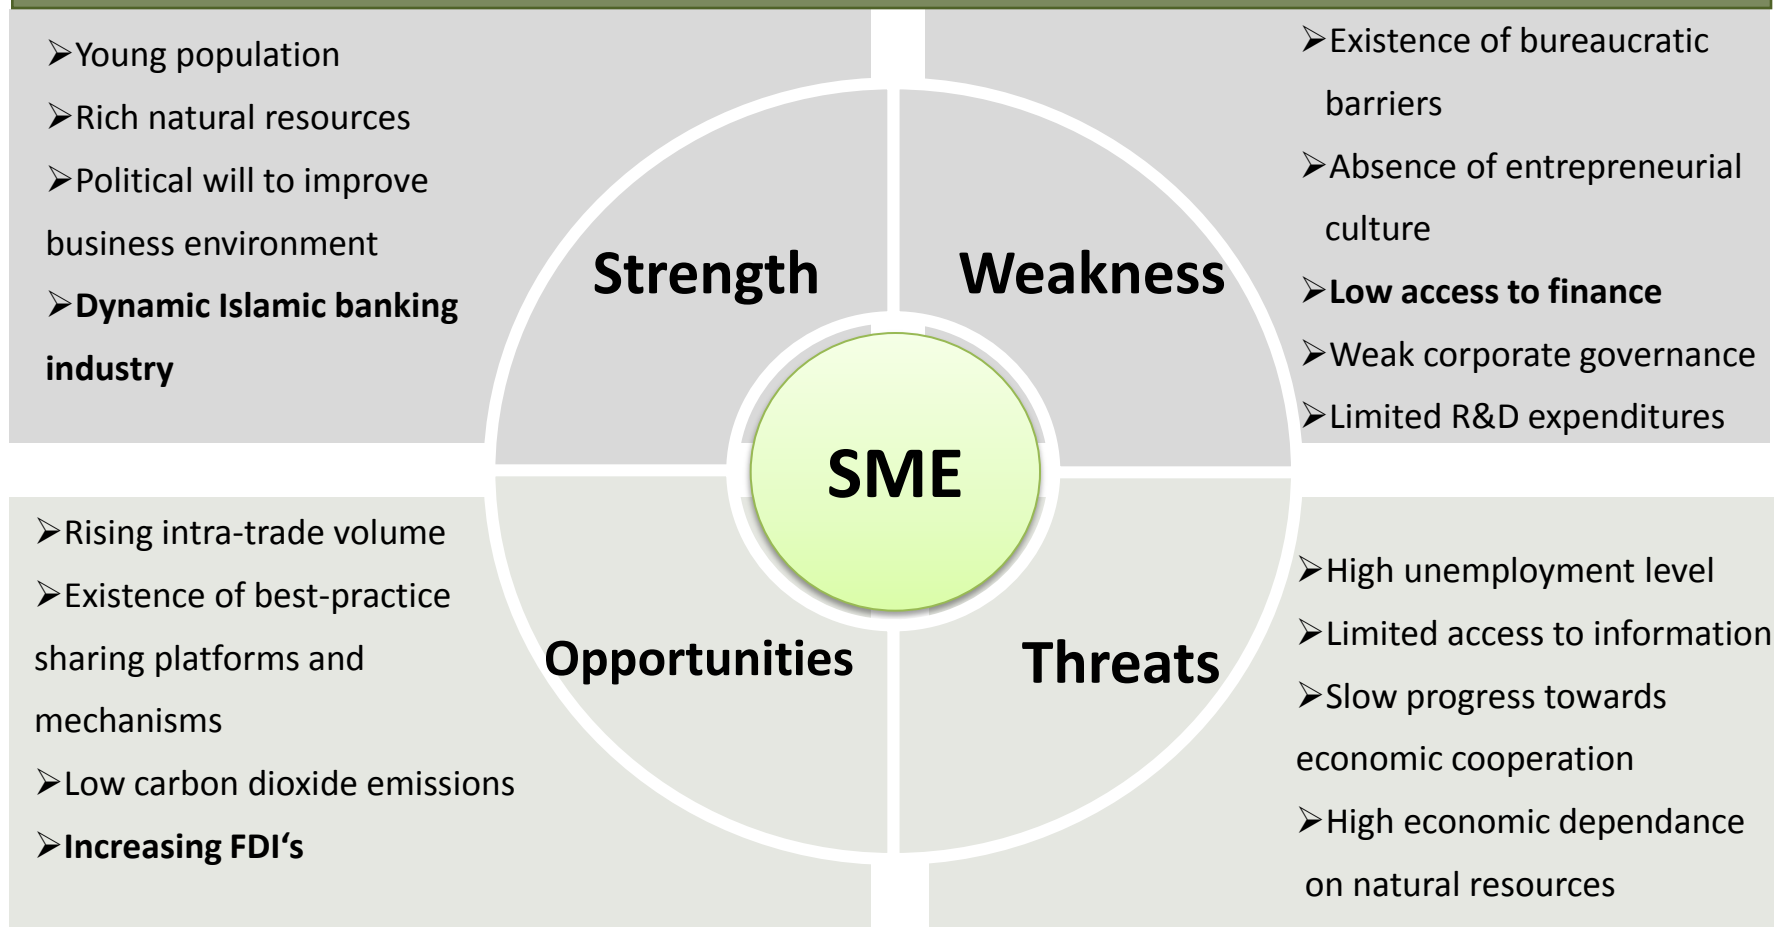 ➢Young population
➢Rich natural resources
➢Political will to improve
business environment
➢Dynamic Islamic banking
industry
➢Existence of bureaucratic
barriers
➢Absence of entrepreneurial
culture
➢Low access to finance
➢Weak corporate governance
➢Limited R&D expenditures
Strength
Weakness
SME
Opportunities
Threats
➢Rising intra-trade volume
➢Existence of best-practice
sharing platforms and
mechanisms
➢Low carbon dioxide emissions
➢Increasing FDI‘s
➢High unemployment level
➢Limited access to information
➢Slow progress towards
economic cooperation
➢High economic dependance
on natural resources